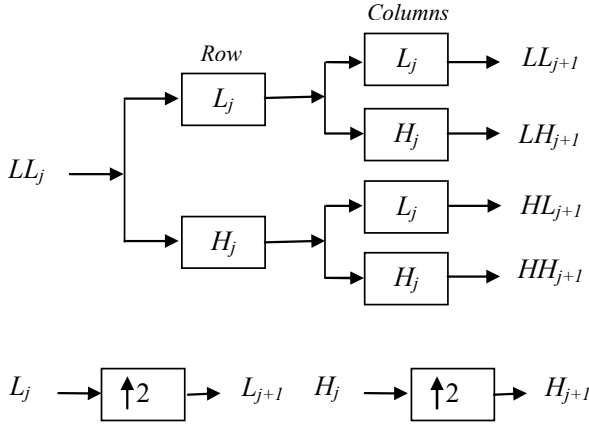 Columns
Row
L_j LL_{j+1}
L_j
H_j LH_{j+1}
LL_j
L_j HL_{j+1}
H_j
H_j HH_{j+1}
L_j ↑2 L_{j+1} H_j ↑2 H_{j+1}